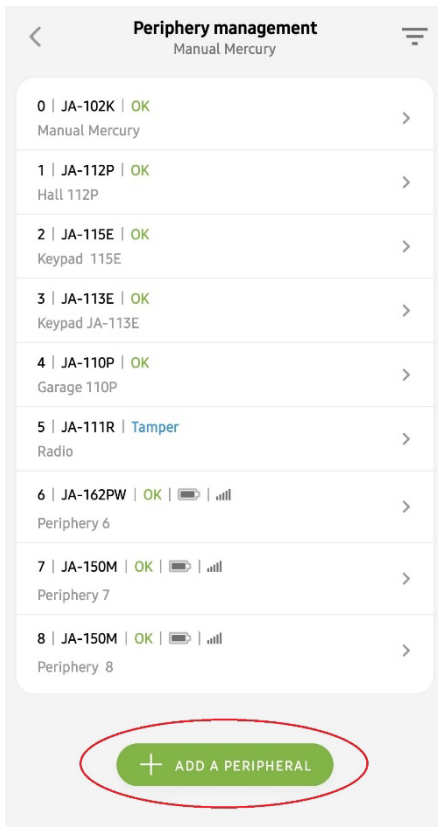 Periphery management
Manual Mercury
0 | JA-102K | OK
Manual Mercury
1 | JA-112P | OK
Hall 112P
2 | JA-115E | OK
Keypad 115E
3 | JA-113E | OK
Keypad JA-113E
4 | JA-110P | OK
Garage 110P
5 | JA-111R | Tamper
Radio
6 | JA-162PW | OK
Periphery 6
7 | JA-150M | OK
Periphery 7
8 | JA-150M | OK
Periphery 8
ADD A PERIPHERAL